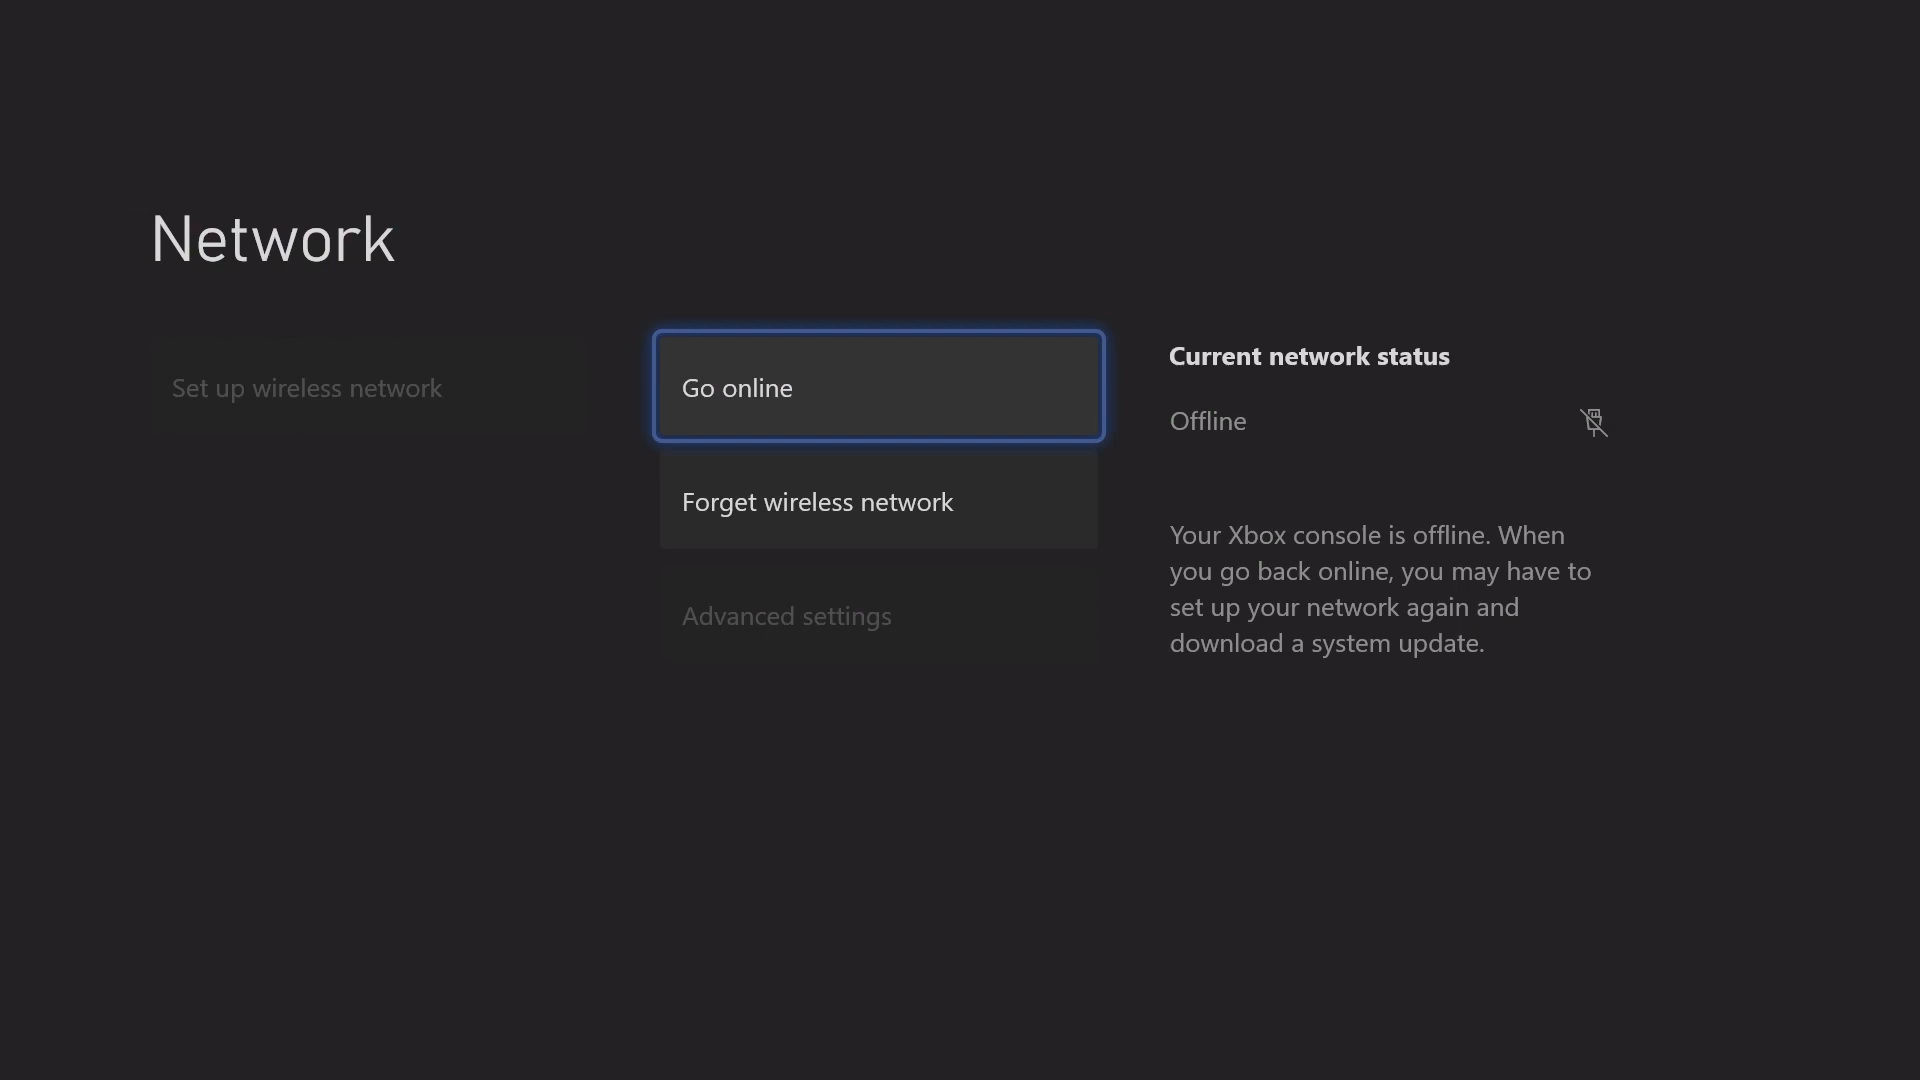 Network
Set up wireless network
Go online
Forget wireless network
Advanced settings
Current network status
Offline
Your Xbox console is offline. When
you go back online, you may have to
set up your network again and
download a system update.